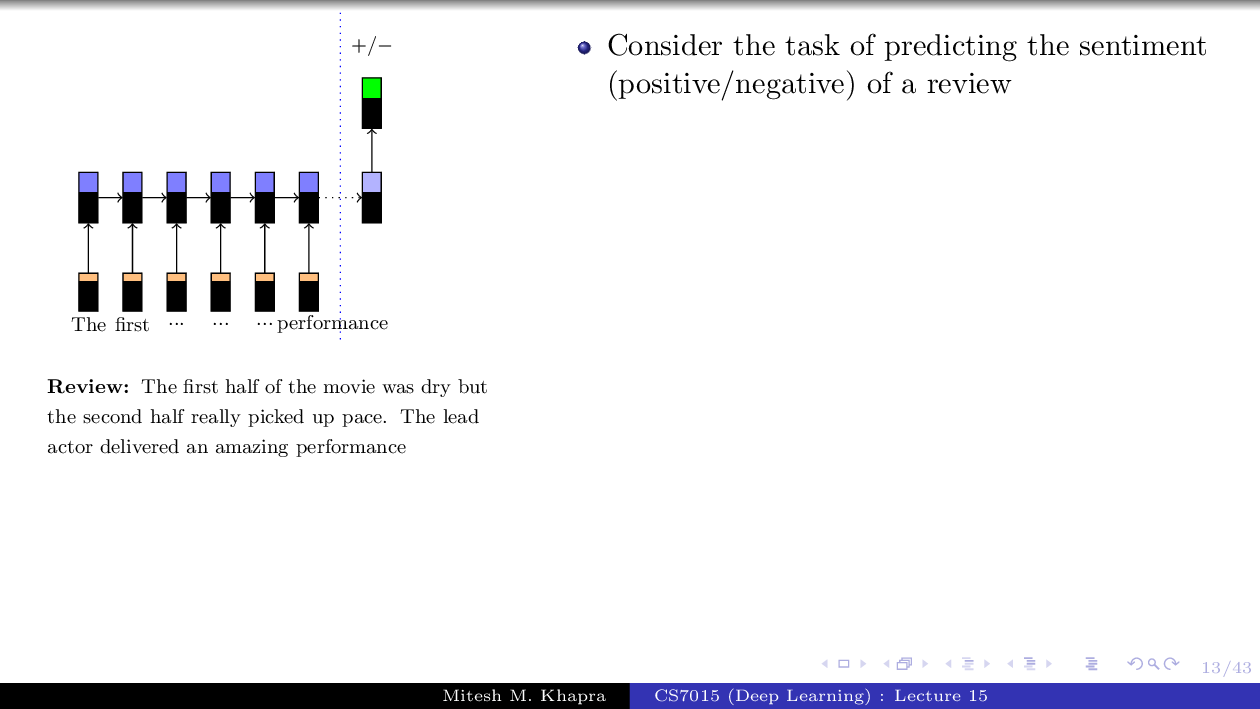 +/−
The first ... ... ... performance
Review: The first half of the movie was dry but
the second half really picked up pace. The lead
actor delivered an amazing performance
Consider the task of predicting the sentiment
(positive/negative) of a review
13/43
Mitesh M. Khapra
CS7015 (Deep Learning) : Lecture 15